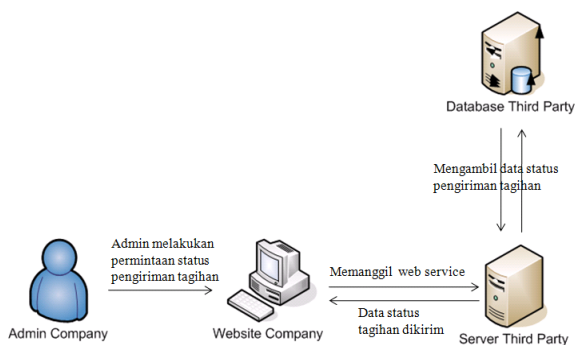 Database Third Party
Mengambil data status
pengiriman tagihan
Admin melakukan
permintaan status
pengiriman tagihan
Memanggil web service
Data status
tagihan dikirim
Admin Company
Website Company
Server Third Party